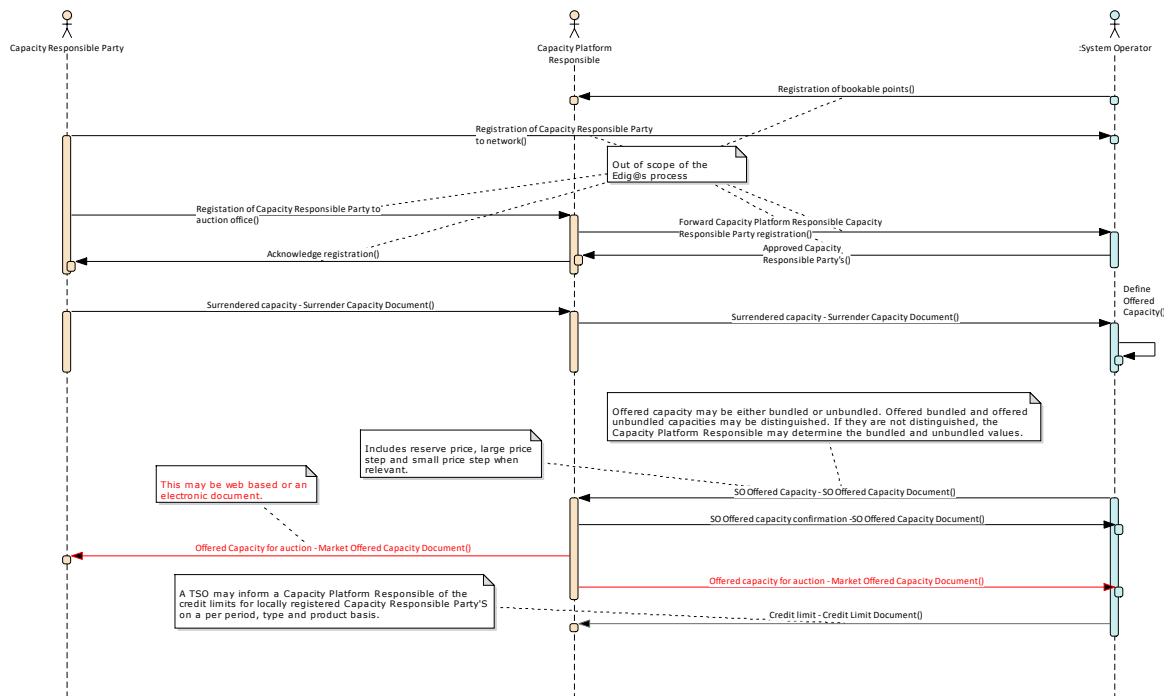 Capacity Responsible Party
Capacity Platform
Responsible
:System Operator
Registration of bookable points()
Registration of Capacity Responsible Party
to network()
Out of scope of the
Edig@s process
Registation of Capacity Responsible Party to
auction office()
Forward Capacity Platform Responsible Capacity
Responsible Party registration()
Acknowledge registration()
Approved Capacity
Responsible Party's()
Define
Offered
Capacity()
Surrendered capacity - Surrender Capacity Document()
Surrendered capacity - Surrender Capacity Document()
Offered capacity may be either bundled or unbundled. Offered bundled and offered
unbundled capacities may be distinguished. If they are not distinguished, the
Capacity Platform Responsible may determine the bundled and unbundled values.
Includes reserve price, large price
step and small price step when
relevant.
This may be web based or an
electronic document.
SO Offered Capacity - SO Offered Capacity Document()
SO Offered capacity confirmation -SO Offered Capacity Document()
Offered Capacity for auction - Market Offered Capacity Document()
Offered capacity for auction - Market Offered Capacity Document()
A TSO may inform a Capacity Platform Responsible of the
credit limits for locally registered Capacity Responsible Party'S
on a per period, type and product basis.
Credit limit - Credit Limit Document()